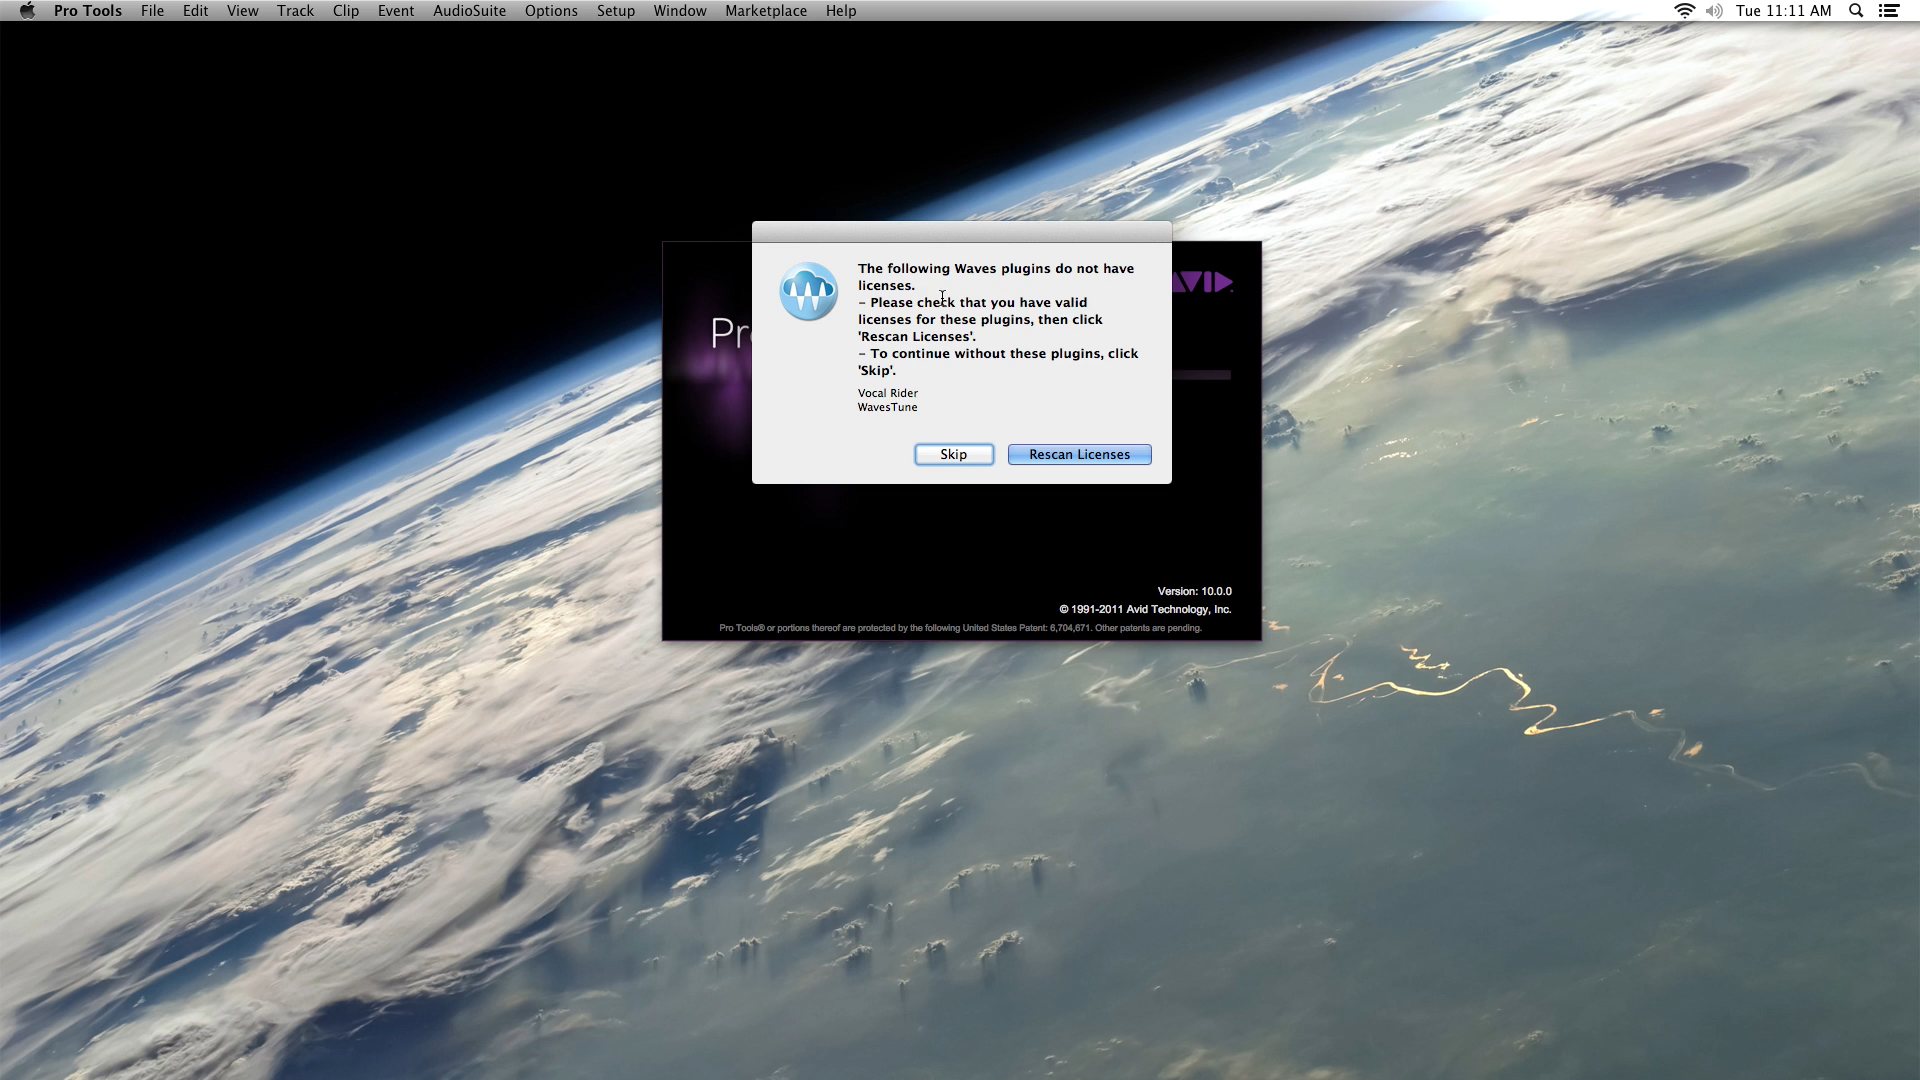 Pro Tools File Edit View Track Clip Event AudioSuite Options Setup Window Marketplace Help Tue 11:11 AM
The following Waves plugins do not have
licenses.
- Please check that you have valid
licenses for these plugins, then click
'Rescan Licenses'.
- To continue without these plugins, click
'Skip'.
Vocal Rider
WavesTune
Skip Rescan Licenses
AVID
Pro
Version: 10.0.0
© 1991-2011 Avid Technology, Inc.
Pro Tools® or portions thereof are protected by the following United States Patent: 6,704,671. Other patents are pending.